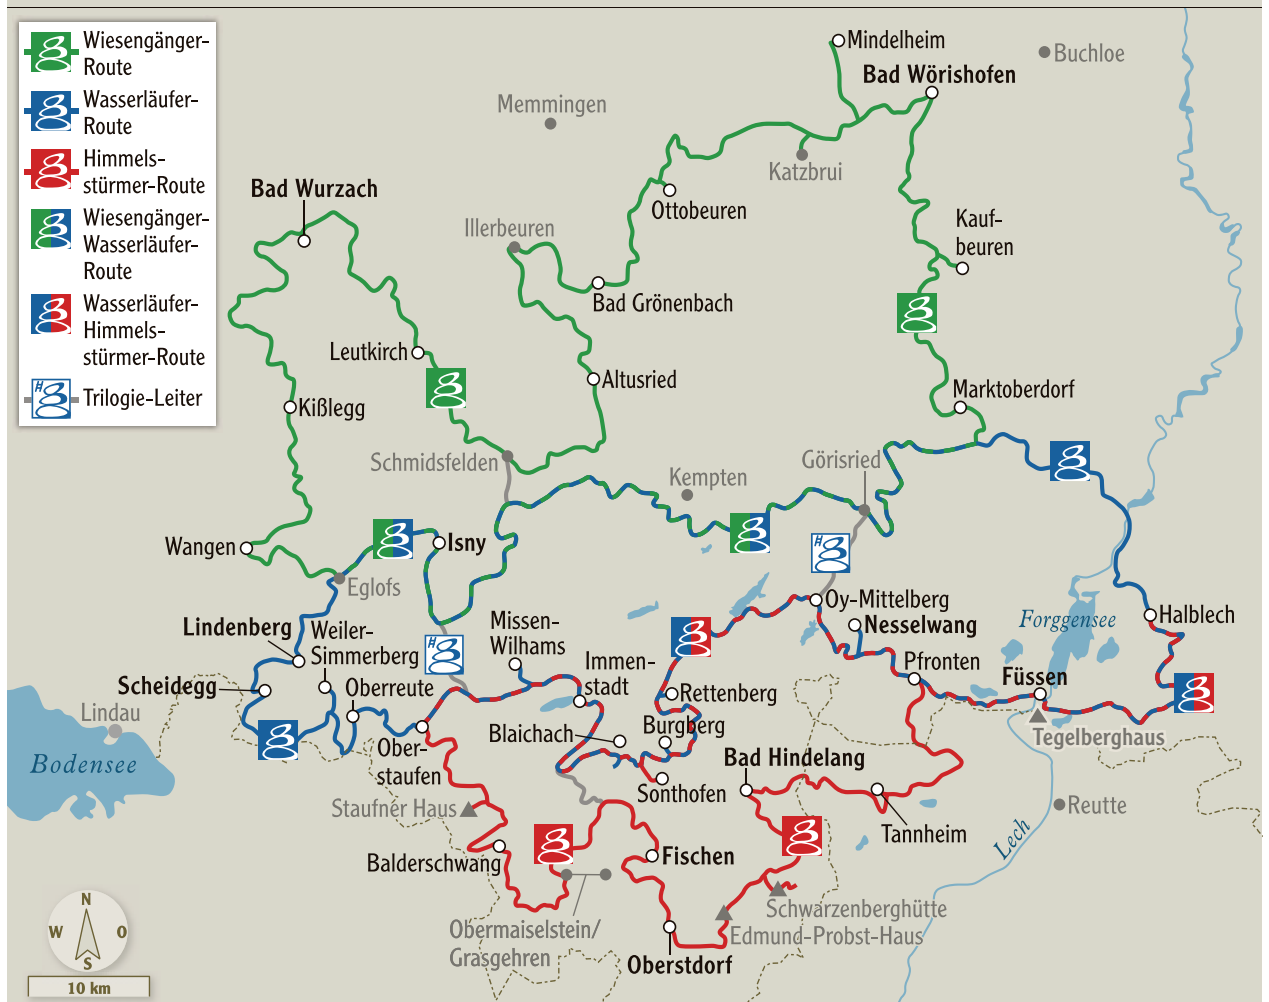 Wiesengänger-
Route
Wasserläufer-
Route
Himmels-
stürmer-Route
Wiesengänger-
Wasserläufer-
Route
Wasserläufer-
Himmels-
stürmer-Route
H
Trilogie-Leiter
Mindelheim
Buchloe
Bad Wörishofen
Memmingen
Katzbrui
Bad Wurzach
Ottobeuren
Illerbeuren
Kauf-
beuren
Bad Grönenbach
Leutkirch
Altusried
Marktoberdorf
Kißlegg
Schmidsfelden
Görisried
Kempten
Wangen
Isny
H
Eglofs
Oy-Mittelberg
Halblech
Forggensee
Nesselwang
Lindenberg
Weiler-
Simmerberg
Missen-
Wilhams
H
Immen-
stadt
Pfronten
Füssen
Scheidegg
Oberreute
Rettenberg
Lindau
Burgberg
Blaichach
Tegelberghaus
Ober-
staufen
Bad Hindelang
Bodensee
Sonthofen
Staufner Haus
Reutte
Tannheim
Lech
Balderschwang
Fischen
Schwarzenberghütte
Obermaiselstein/
Grasgehren
Edmund-Probst-Haus
Oberstdorf
N
W
O
S
10 km